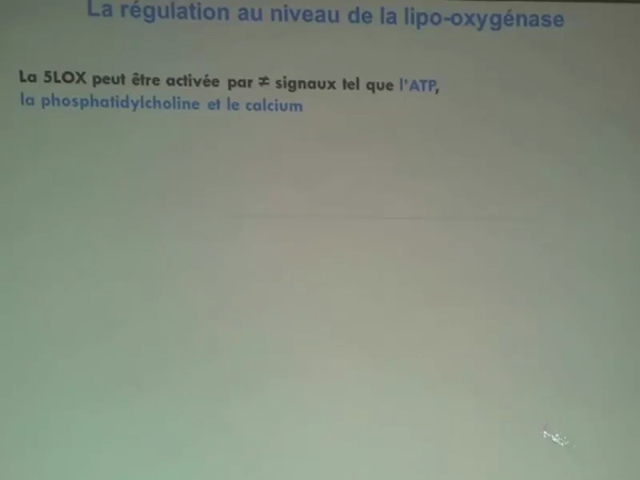 La régulation au niveau de la lipo-oxygénase
La 5LOX peut être activée par ≠ signaux tel que l'ATP,
la phosphatidylcholine et le calcium